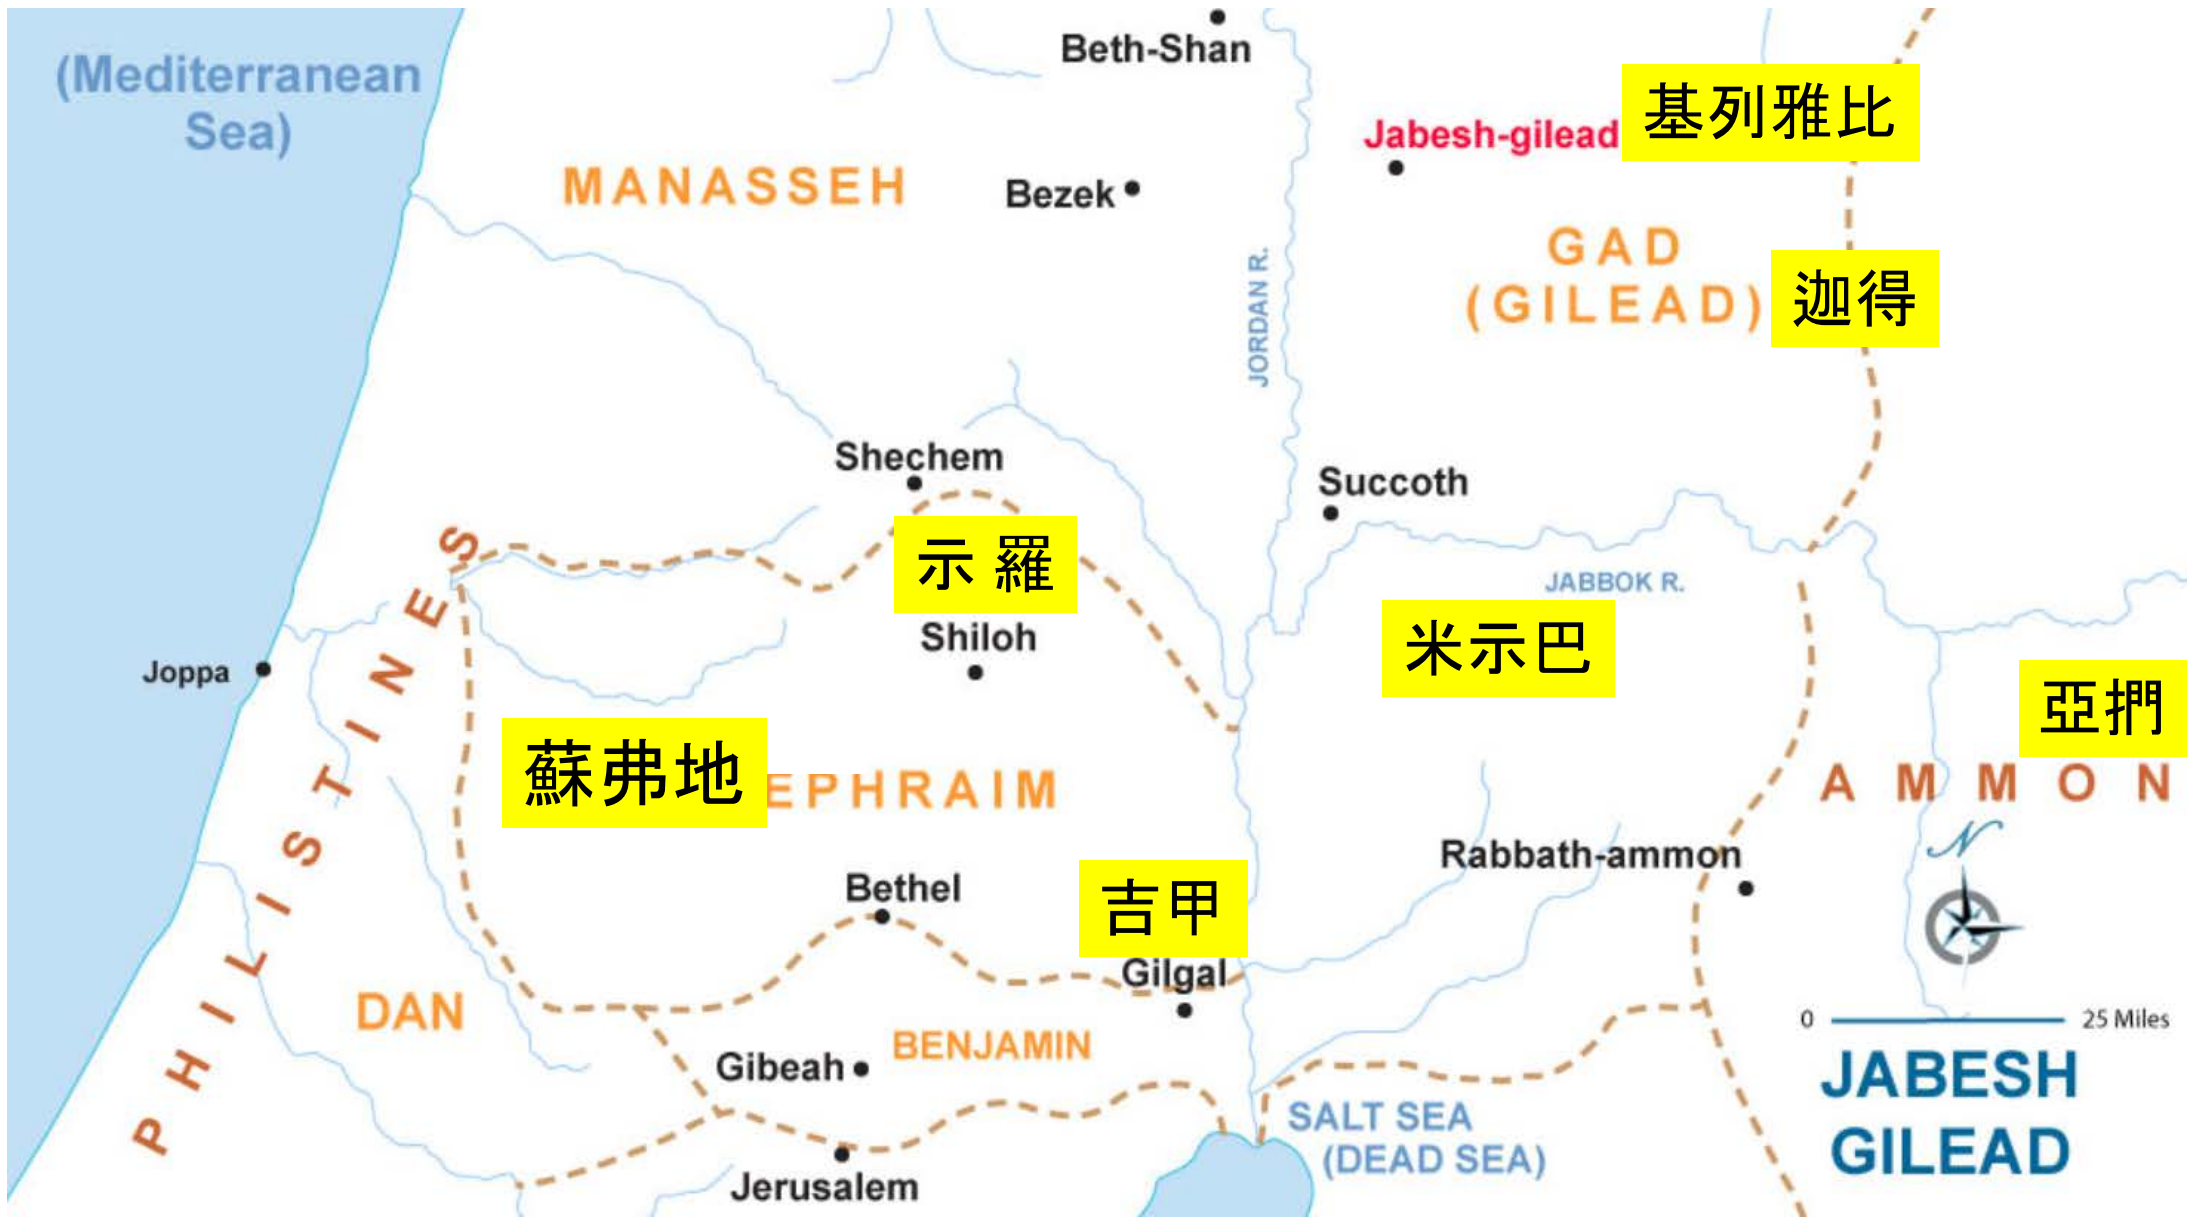 Beth-Shan
(Mediterranean
Sea)
基列雅比
Jabesh-gilead
MANASSEH
Bezek
GAD
(GILEAD)
迦得
JORDAN R.
Shechem
Succoth
示 羅
JABBOK R.
米示巴
Shiloh
Joppa
亞捫
PHILISTINES
蘇弗地
EPHRAIM
AMMON
N
Rabbath-ammon
Bethel
吉甲
Gilgal
DAN
0
25 Miles
BENJAMIN
Gibeah
JABESH
GILEAD
SALT SEA
(DEAD SEA)
Jerusalem